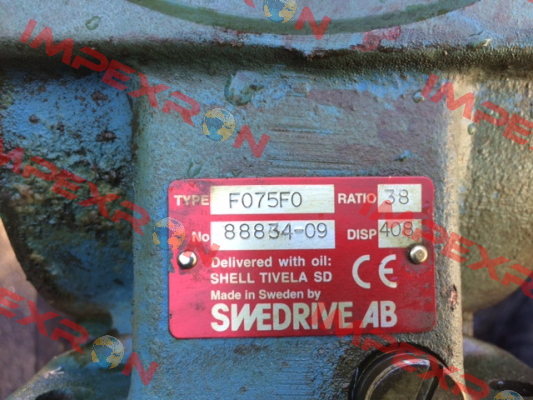 IMPEXRON
TYPE F075F0 RATIO 38
No 88834-09 DISP 408
Delivered with oil:
SHELL TIVELA SD
CE
Made in Sweden by
SWEDRIVE AB